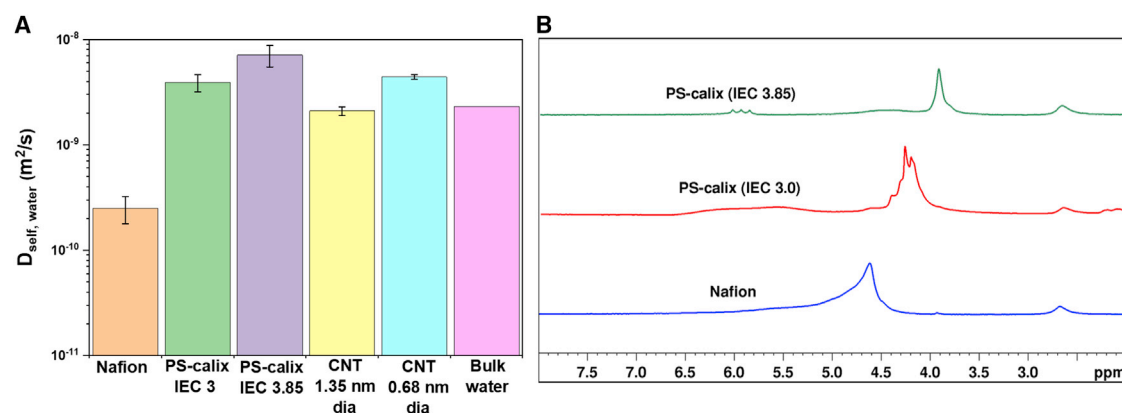 A
D self, water (m²/s)
10⁻⁸
10⁻⁹
10⁻¹⁰
10⁻¹¹
Nafion
PS-calix
IEC 3
PS-calix
IEC 3.85
CNT
1.35 nm
dia
CNT
0.68 nm
dia
Bulk
water
B
PS-calix (IEC 3.85)
PS-calix (IEC 3.0)
Nafion
7.5 7.0 6.5 6.0 5.5 5.0 4.5 4.0 3.5 3.0 ppm